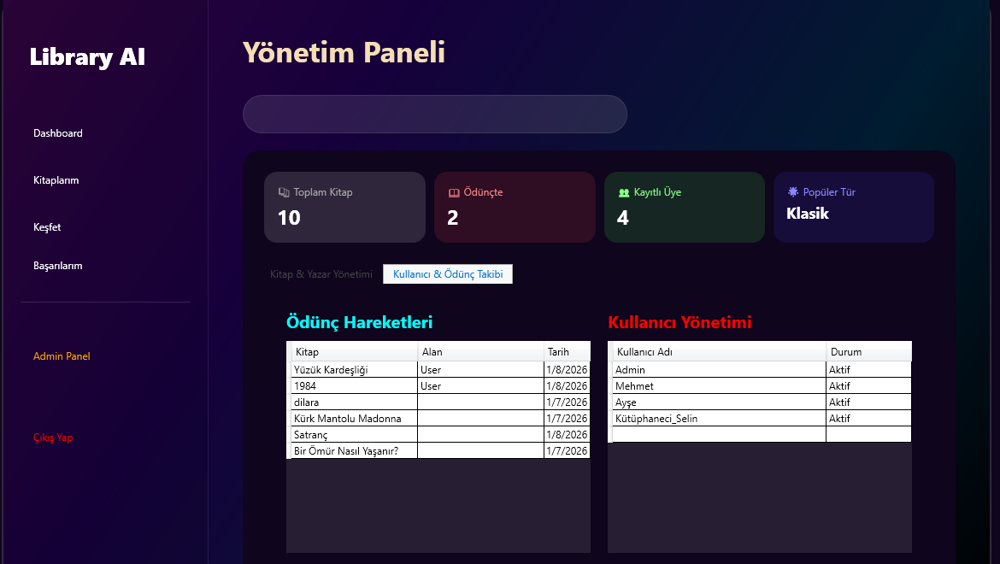 Library AI
Dashboard
Kitaplarım
Keşfet
Başarılarım
Admin Panel
Çıkış Yap
Yönetim Paneli
Toplam Kitap
10
Ödünçte
2
Kayıtlı Üye
4
Popüler Tür
Klasik
Kitap & Yazar Yönetimi Kullanıcı & Ödünç Takibi
Ödünç Hareketleri
Kitap Alan Tarih
Yüzük Kardeşliği User 1/8/2026
1984 User 1/8/2026
dilara 1/7/2026
Kürk Mantolu Madonna 1/7/2026
Satranç 1/8/2026
Bir Ömür Nasıl Yaşanır? 1/7/2026
Kullanıcı Yönetimi
Kullanıcı Adı Durum
Admin Aktif
Mehmet Aktif
Ayşe Aktif
Kütüphaneci_Selin Aktif